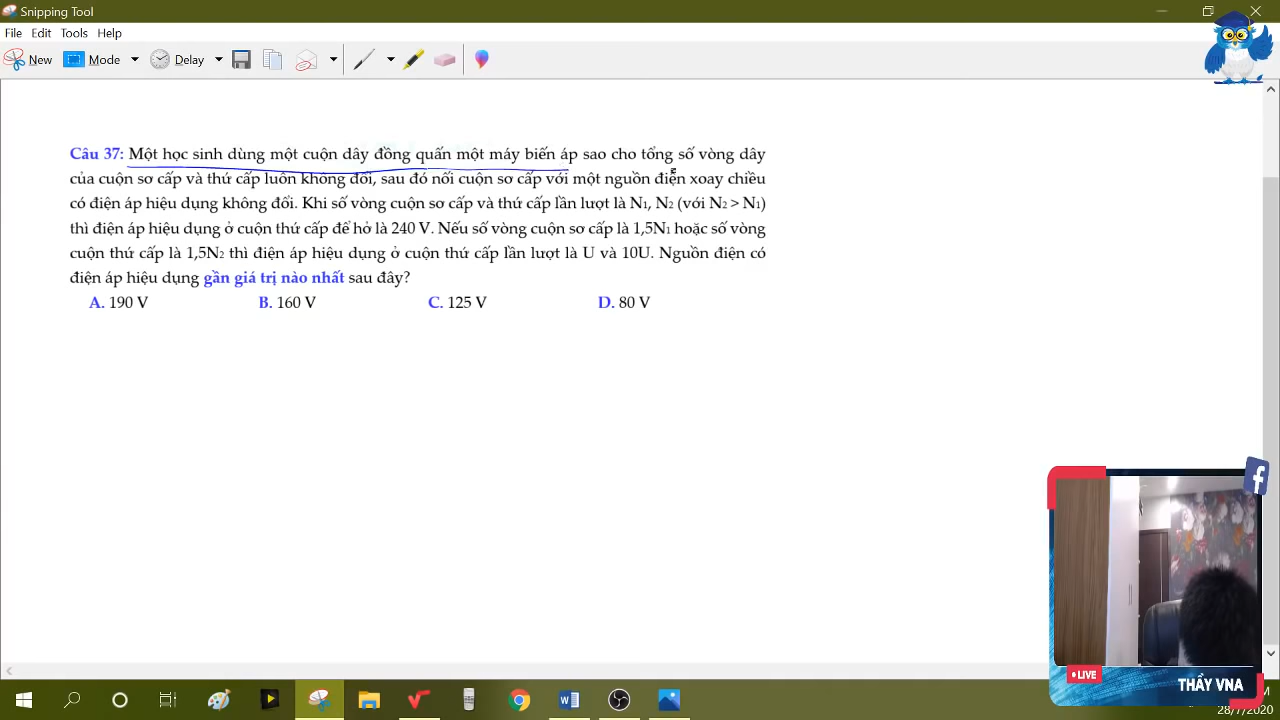 Snipping Tool
File Edit Tools Help
New Mode Delay
Câu 37: Một học sinh dùng một cuộn dây đồng quấn một máy biến áp sao cho tổng số vòng dây
của cuộn sơ cấp và thứ cấp luôn không đổi, sau đó nối cuộn sơ cấp với một nguồn điện xoay chiều
có điện áp hiệu dụng không đổi. Khi số vòng cuộn sơ cấp và thứ cấp lần lượt là N₁, N₂ (với N₂ > N₁)
thì điện áp hiệu dụng ở cuộn thứ cấp để hở là 240 V. Nếu số vòng cuộn sơ cấp là 1,5N₁ hoặc số vòng
cuộn thứ cấp là 1,5N₂ thì điện áp hiệu dụng ở cuộn thứ cấp lần lượt là U và 10U. Nguồn điện có
điện áp hiệu dụng gần giá trị nào nhất sau đây?
A. 190 V B. 160 V C. 125 V D. 80 V
LIVE
THẦY VNA
28/7/2020